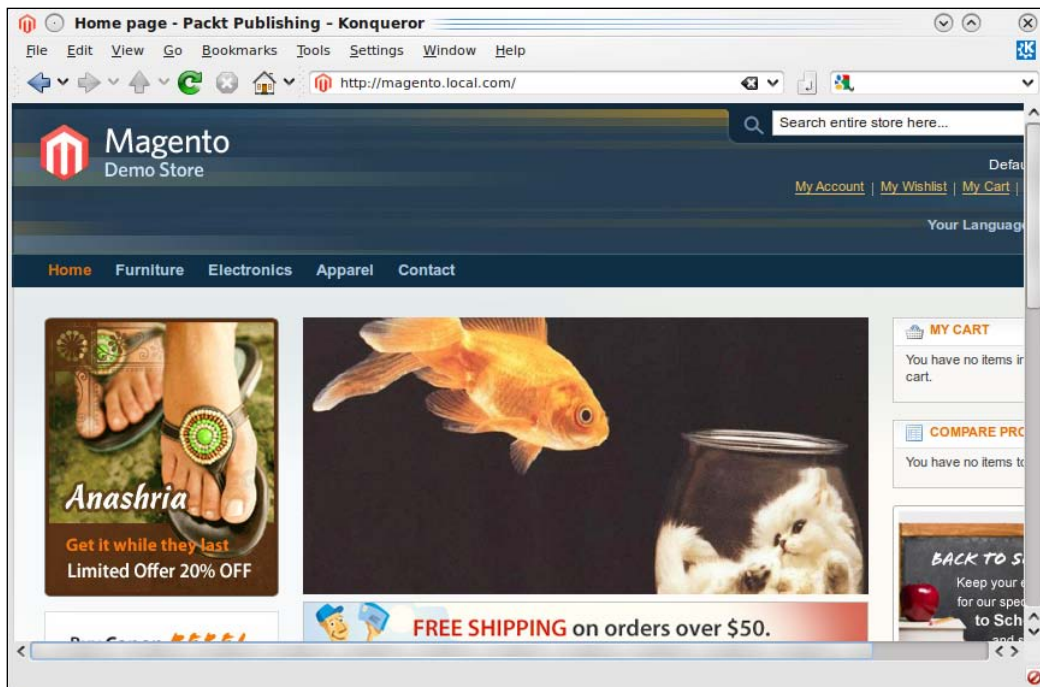 Home page - Packt Publishing - Konqueror
File Edit View Go Bookmarks Tools Settings Window Help
http://magento.local.com/
Magento
Demo Store
Search entire store here...
My Account | My Wishlist | My Cart |
Your Language
Home Furniture Electronics Apparel Contact
Anashria
Get it while they last
Limited Offer 20% OFF
FREE SHIPPING on orders over $50.
MY CART
You have no items in
cart.
COMPARE PRO
You have no items to
BACK TO S
Keep your e
for our spec
to Sch
and s